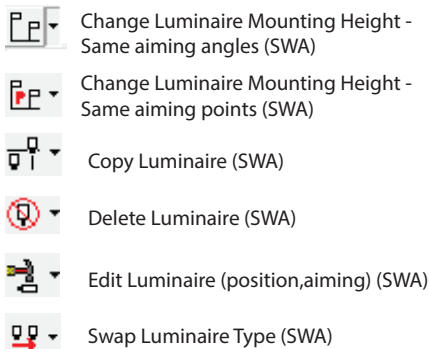 Change Luminaire Mounting Height -
Same aiming angles (SWA)
Change Luminaire Mounting Height -
Same aiming points (SWA)
Copy Luminaire (SWA)
Delete Luminaire (SWA)
Edit Luminaire (position,aiming) (SWA)
Swap Luminaire Type (SWA)